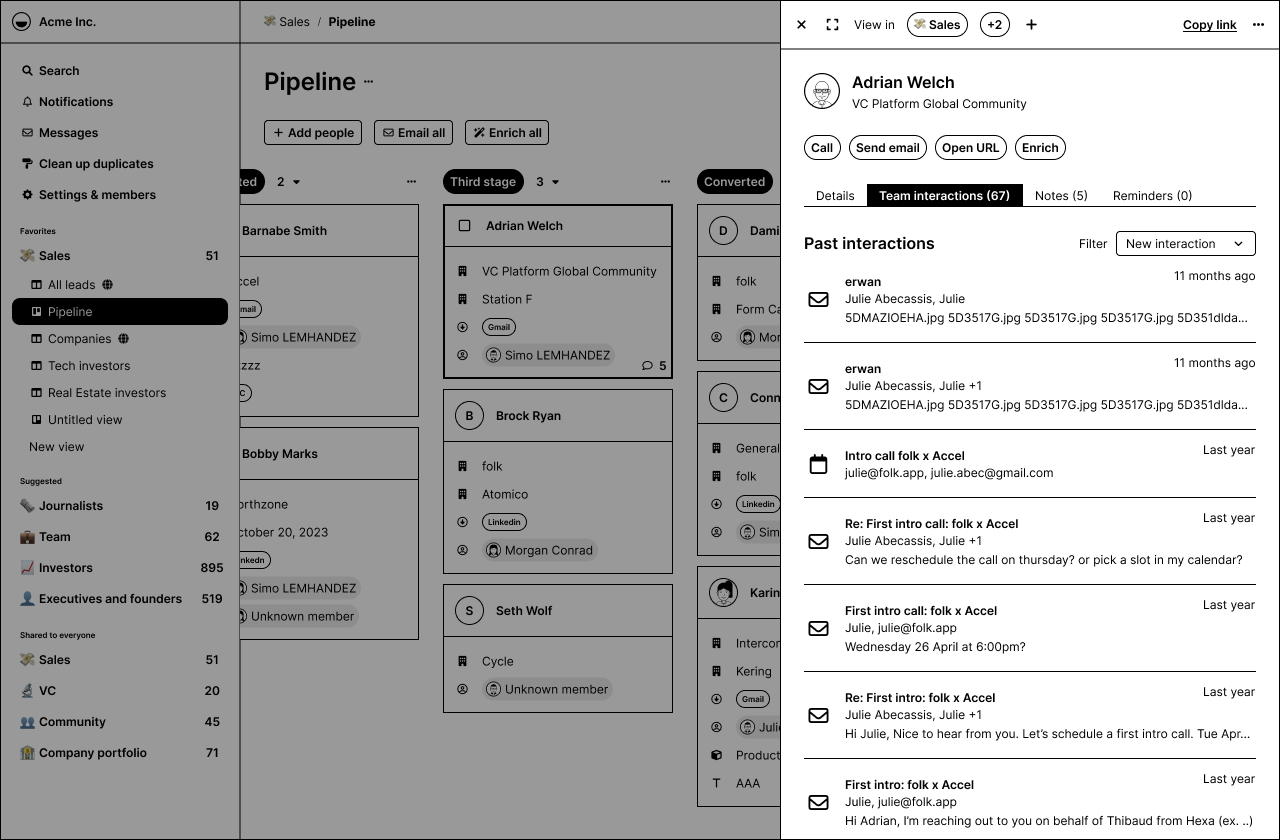 Acme Inc.
Search
Notifications
Messages
Clean up duplicates
Settings & members
Favorites
Sales 51
All leads
Pipeline
Companies
Tech investors
Real Estate investors
Untitled view
New view
Suggested
Journalists 19
Team 62
Investors 895
Executives and founders 519
Shared to everyone
Sales 51
VC 20
Community 45
Company portfolio 71
Sales / Pipeline
Pipeline
Add people
Email all
Enrich all
2
Barnabe Smith
Simo LEMHANDEZ
Bobby Marks
20, 2023
Simo LEMHANDEZ
Unknown member
Third stage 3
Adrian Welch
VC Platform Global Community
Station F
Gmail
Simo LEMHANDEZ
5
B Brock Ryan
folk
Atomico
Linkedin
Morgan Conrad
S Seth Wolf
Cycle
Unknown member
Converted
D
folk
Form
C
General
folk
Linkedin
Karin
Kering
Gmail
Product
T AAA
View in Sales +2 Copy link
Adrian Welch
VC Platform Global Community
Call
Send email
Open URL
Enrich
Details
Team interactions (67)
Notes (5)
Reminders (0)
Past interactions
Filter New interaction
erwan 11 months ago
Julie Abecassis, Julie
5DMAZIOEHA.jpg 5D3517G.jpg 5D3517G.jpg 5D3517G.jpg 5D351dlda...
erwan 11 months ago
Julie Abecassis, Julie +1
5DMAZIOEHA.jpg 5D3517G.jpg 5D3517G.jpg 5D3517G.jpg 5D351dlda...
Intro call folk x Accel Last year
julie@folk.app, julie.abec@gmail.com
Re: First intro call: folk x Accel Last year
Julie Abecassis, Julie +1
Can we reschedule the call on thursday? or pick a slot in my calendar?
First intro call: folk x Accel Last year
Julie, julie@folk.app
Wednesday 26 April at 6:00pm?
Re: First intro: folk x Accel Last year
Julie Abecassis, Julie +1
Hi Julie, Nice to hear from you. Let's schedule a first intro call. Tue Apr...
First intro: folk x Accel Last year
Julie, julie@folk.app
Hi Adrian, I'm reaching out to you on behalf of Thibaud from Hexa (ex. ..)